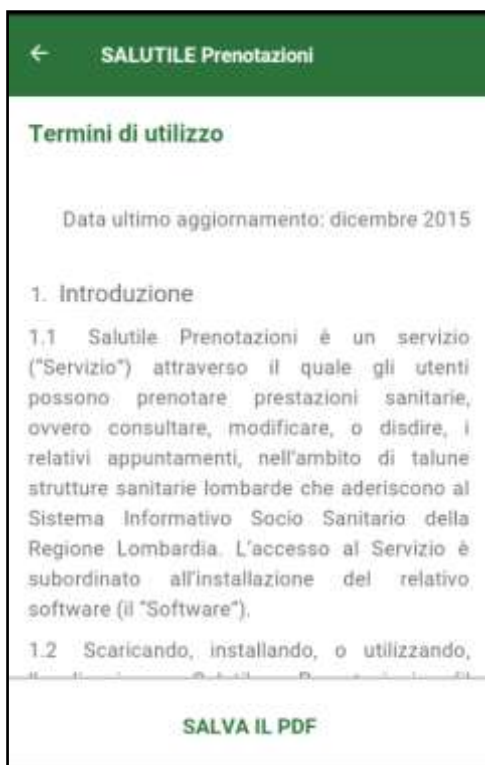 ← SALUTILE Prenotazioni
Termini di utilizzo
Data ultimo aggiornamento: dicembre 2015
1. Introduzione
1.1 Salutile Prenotazioni è un servizio
("Servizio") attraverso il quale gli utenti
possono prenotare prestazioni sanitarie,
ovvero consultare, modificare, o disdire, i
relativi appuntamenti, nell'ambito di talune
strutture sanitarie lombarde che aderiscono al
Sistema Informativo Socio Sanitario della
Regione Lombardia. L'accesso al Servizio è
subordinato all'installazione del relativo
software (il "Software").
1.2 Scaricando, installando, o utilizzando,
SALVA IL PDF